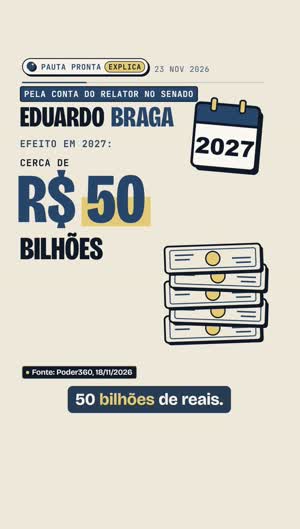 PAUTA PRONTA EXPLICA 23 NOV 2026
PELA CONTA DO RELATOR NO SENADO
EDUARDO BRAGA
2027
EFEITO EM 2027:
CERCA DE
R$ 50
BILHÕES
Fonte: Poder360, 18/11/2026
50 bilhões de reais.